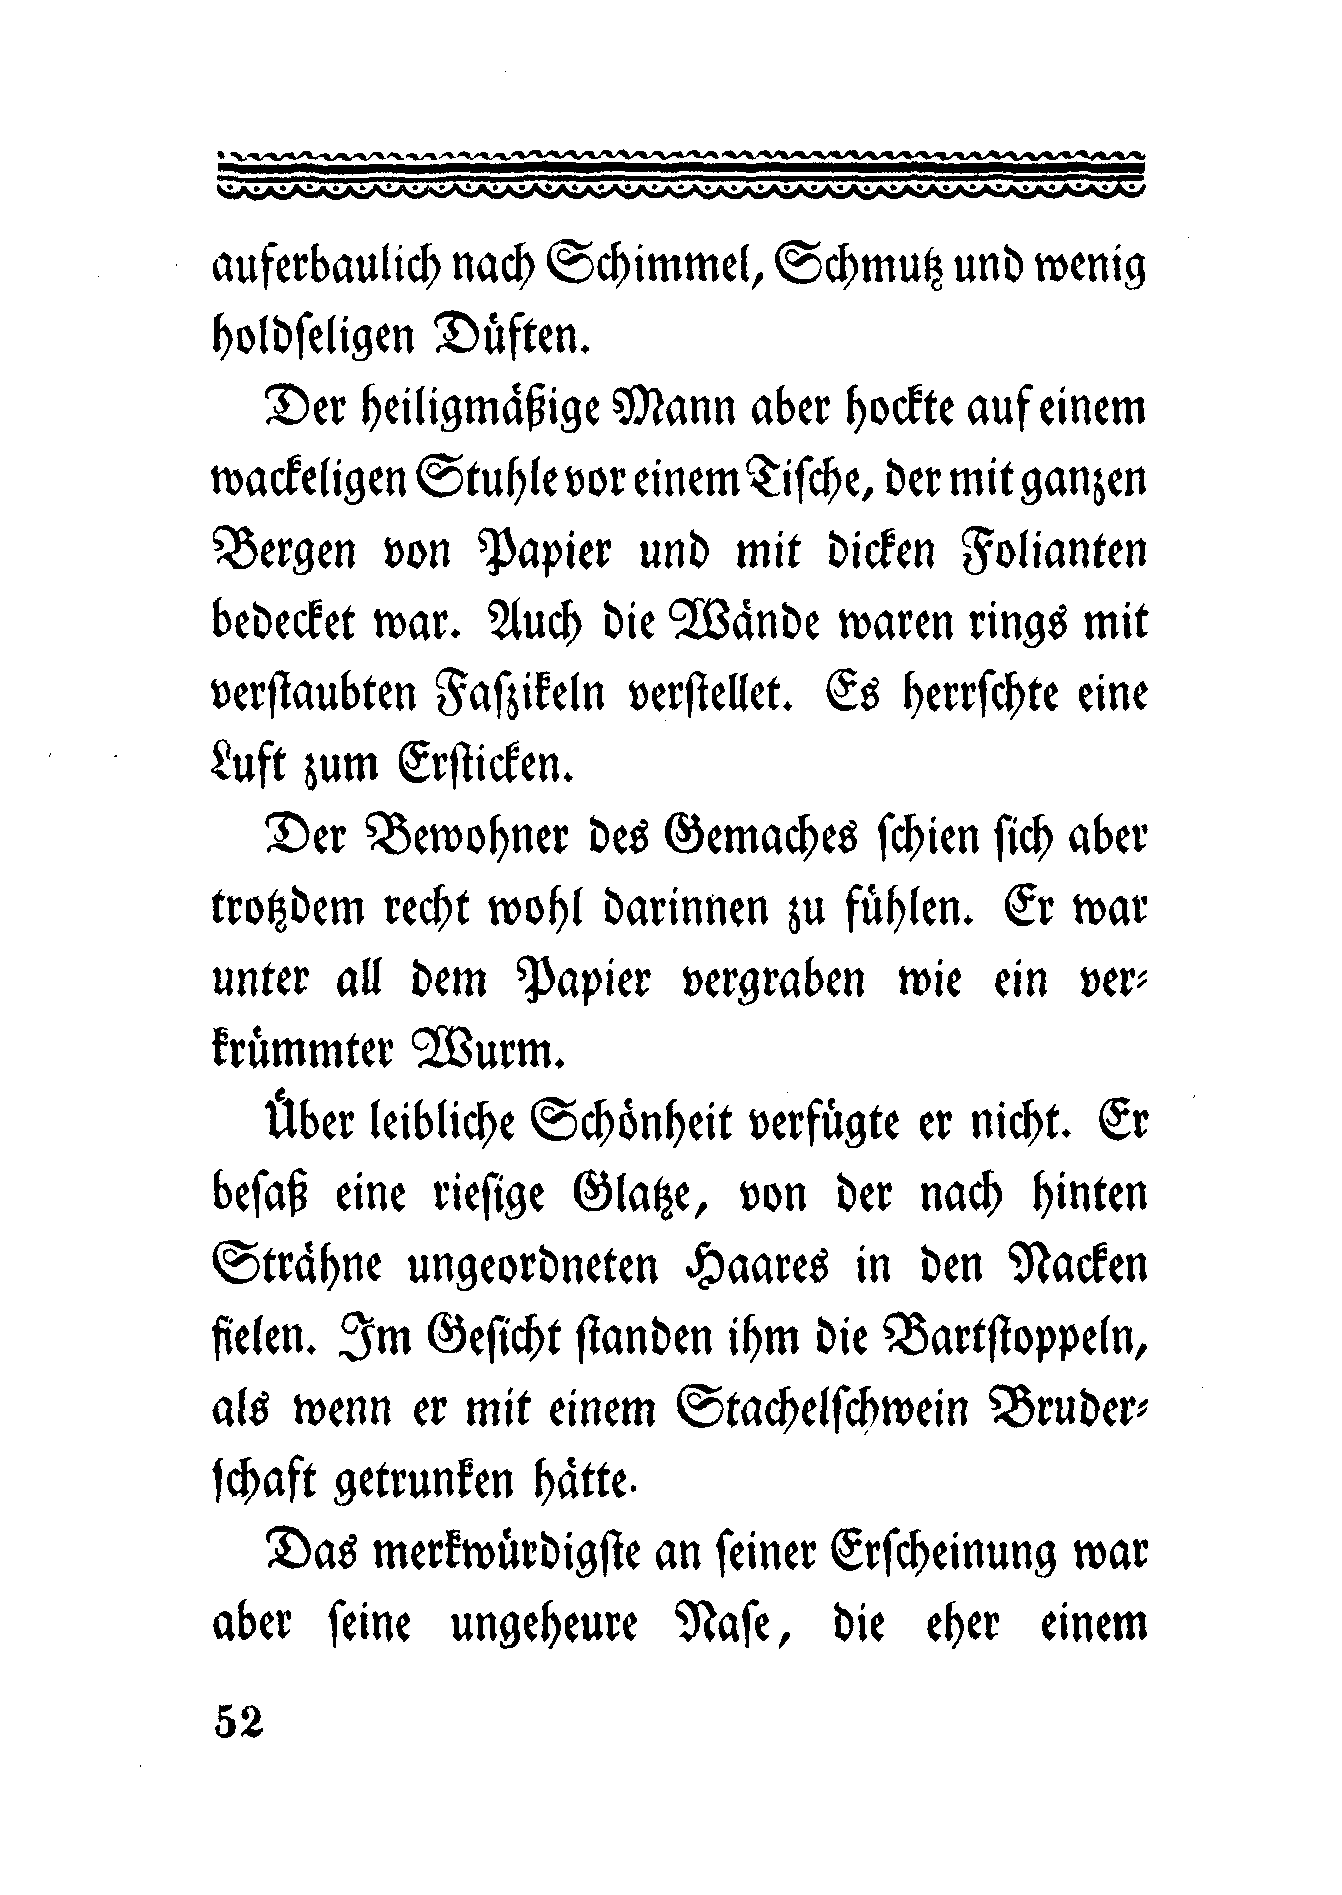 auferbaulich nach Schimmel, Schmutz und wenig
holdſeligen Düften.
Der heiligmäßige Mann aber hockte auf einem
wackeligen Stuhle vor einem Tiſche, der mit ganzen
Bergen von Papier und mit dicken Folianten
bedecket war. Auch die Wände waren rings mit
verſtaubten Faſzikeln verſtellet. Es herrſchte eine
Luft zum Erſticken.
Der Bewohner des Gemaches ſchien ſich aber
trotzdem recht wohl darinnen zu fühlen. Er war
unter all dem Papier vergraben wie ein ver⸗
krümmter Wurm.
Über leibliche Schönheit verfügte er nicht. Er
beſaß eine rieſige Glatze, von der nach hinten
Strähne ungeordneten Haares in den Nacken
fielen. Im Geſicht ſtanden ihm die Bartſtoppeln,
als wenn er mit einem Stachelſchwein Bruder⸗
ſchaft getrunken hätte.
Das merkwürdigſte an ſeiner Erſcheinung war
aber ſeine ungeheure Naſe, die eher einem
52